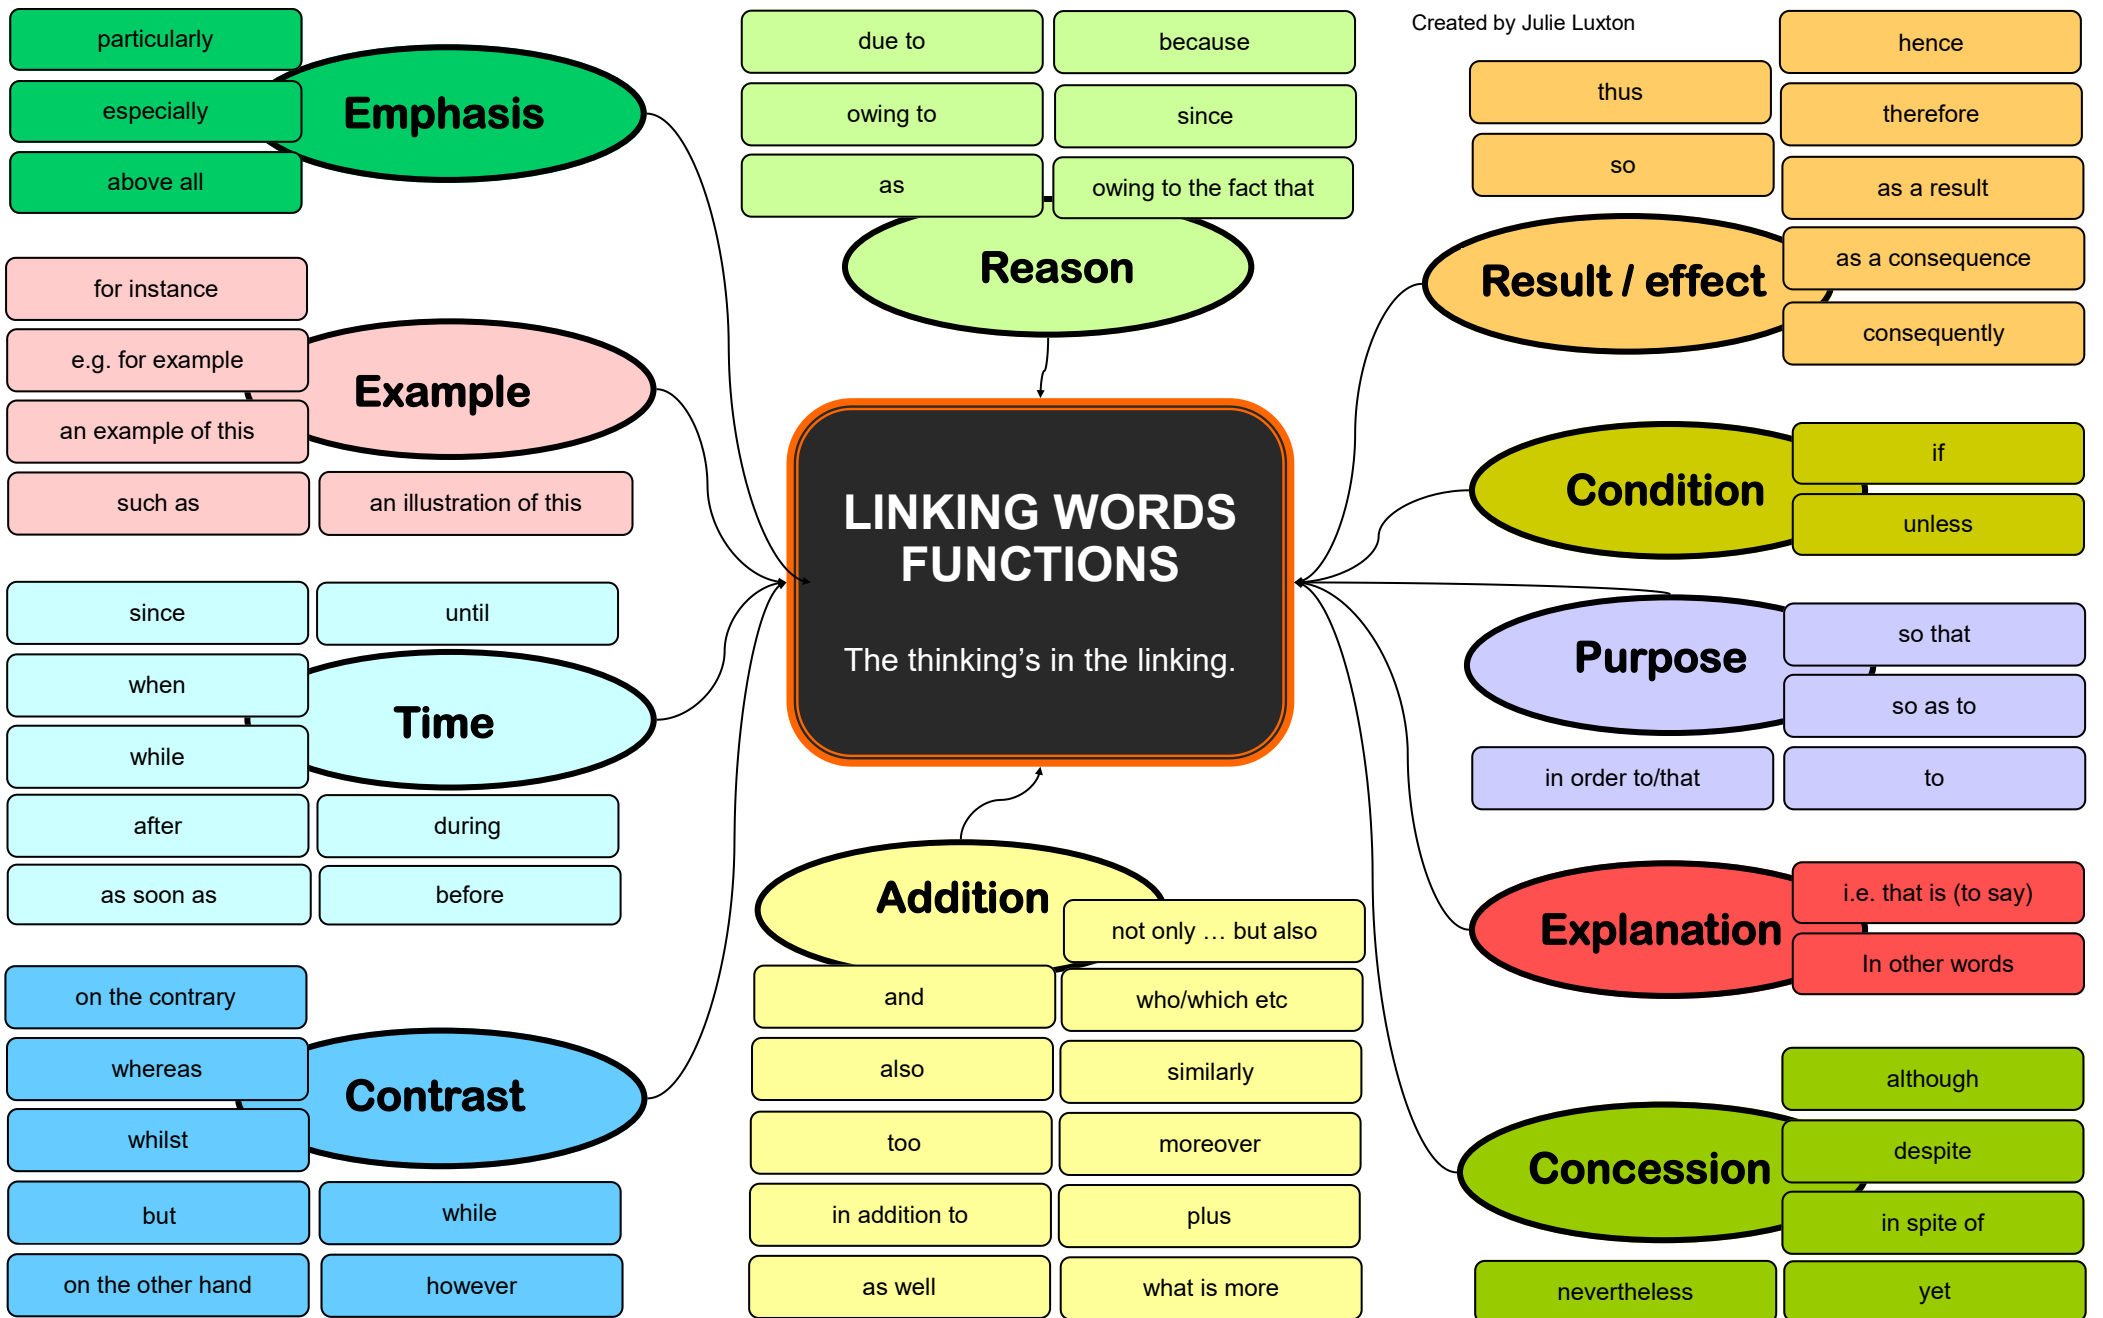 Created by Julie Luxton
LINKING WORDS
FUNCTIONS
The thinking's in the linking.
Emphasis
particularly
especially
above all
Example
for instance
e.g. for example
an example of this
such as
an illustration of this
Time
since
until
when
while
after
during
as soon as
before
Contrast
on the contrary
whereas
whilst
but
while
on the other hand
however
due to
because
owing to
since
as
owing to the fact that
Reason
Addition
not only … but also
and
who/which etc
also
similarly
too
moreover
in addition to
plus
as well
what is more
hence
thus
therefore
so
as a result
Result / effect
as a consequence
consequently
Condition
if
unless
Purpose
so that
so as to
in order to/that
to
Explanation
i.e. that is (to say)
In other words
Concession
although
despite
in spite of
nevertheless
yet